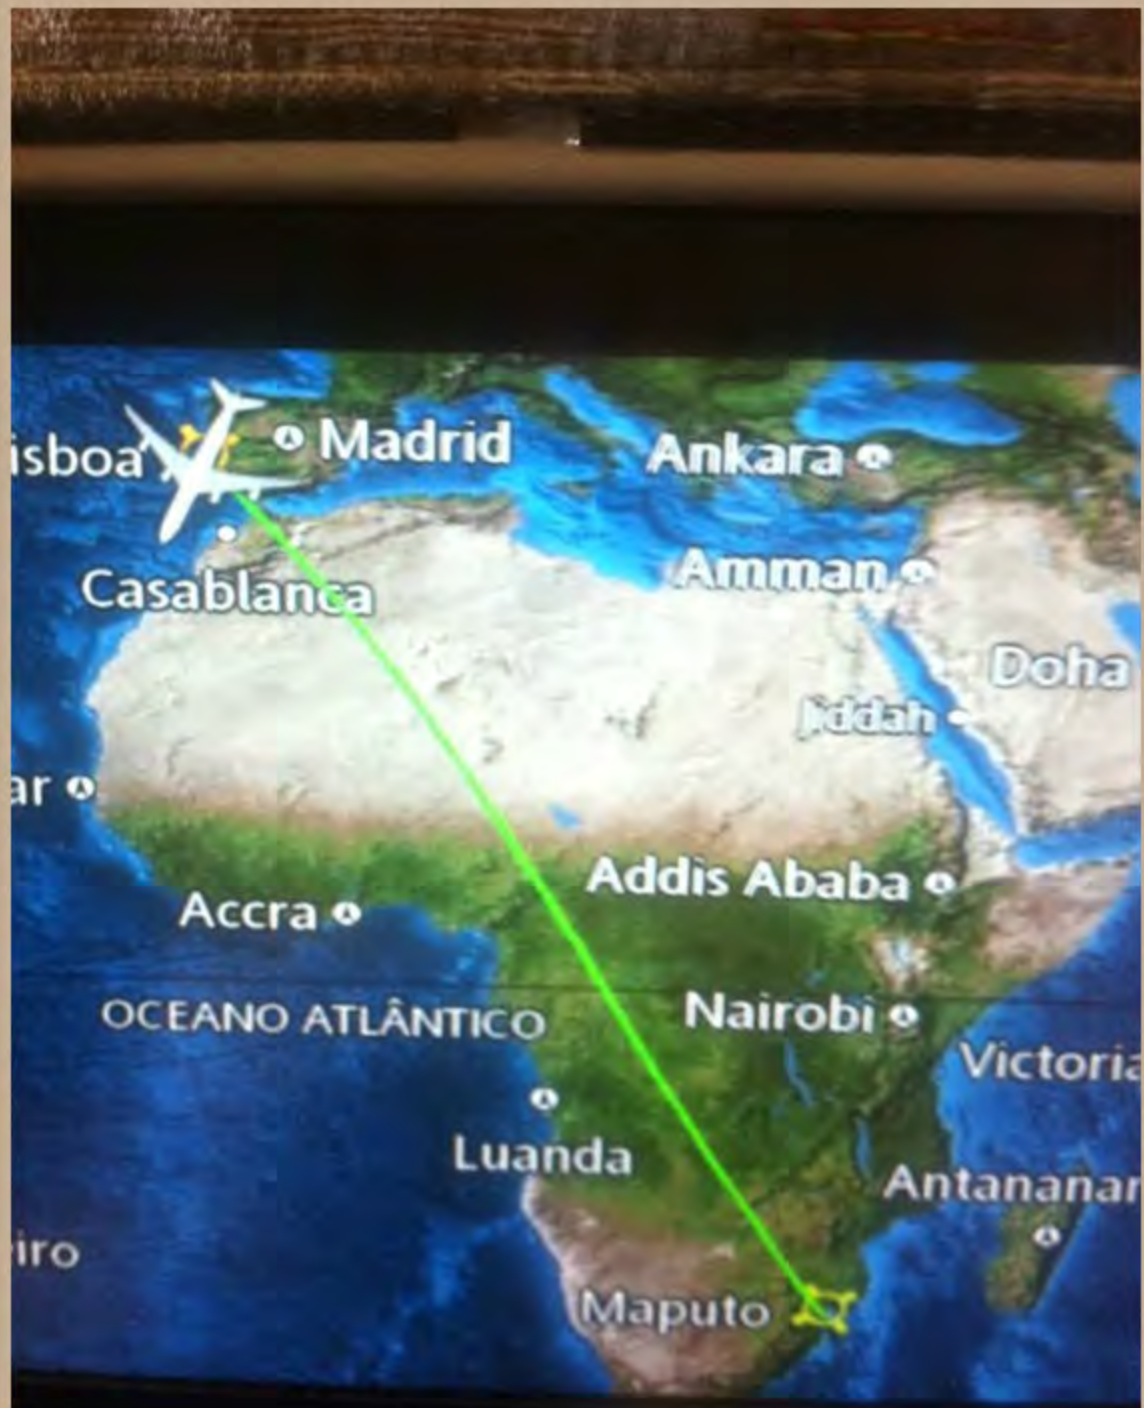 isboa
Madrid
Ankara
Casablanca
Amman
Doha
Jiddah
ar
Addis Ababa
Accra
OCEANO ATLÂNTICO
Nairobi
Victoria
Luanda
Antananar
iro
Maputo